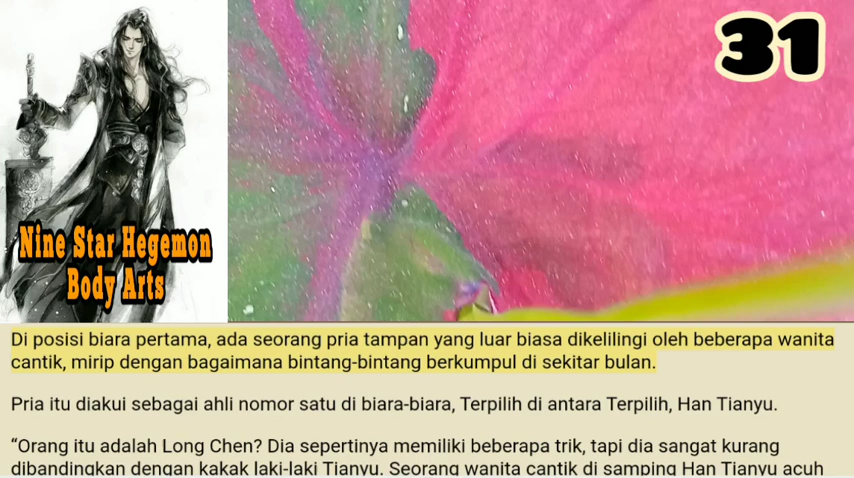 31
Nine Star Hegemon
Body Arts
Di posisi biara pertama, ada seorang pria tampan yang luar biasa dikelilingi oleh beberapa wanita
cantik, mirip dengan bagaimana bintang-bintang berkumpul di sekitar bulan.
Pria itu diakui sebagai ahli nomor satu di biara-biara, Terpilih di antara Terpilih, Han Tianyu.
“Orang itu adalah Long Chen? Dia sepertinya memiliki beberapa trik, tapi dia sangat kurang
dibandingkan dengan kakak laki-laki Tianyu. Seorang wanita cantik di samping Han Tianyu acuh